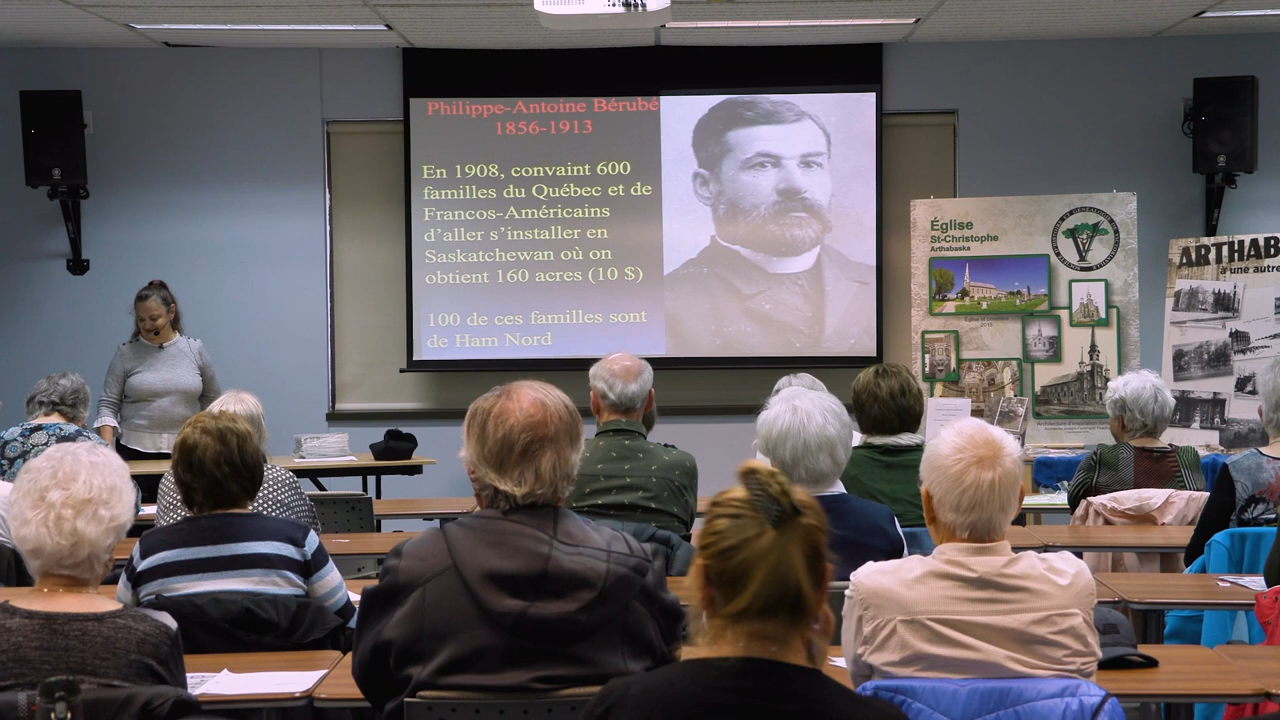 Philippe-Antoine Bérubé
1856-1913
En 1908, convaint 600
familles du Québec et de
Francos-Américains
d'aller s'installer en
Saskatchewan où on
obtient 160 acres (10 $)
100 de ces familles sont
de Ham Nord
Église
St-Christophe
Arthabaska
Architecture d'inspiration
ARTHAB
à une autre